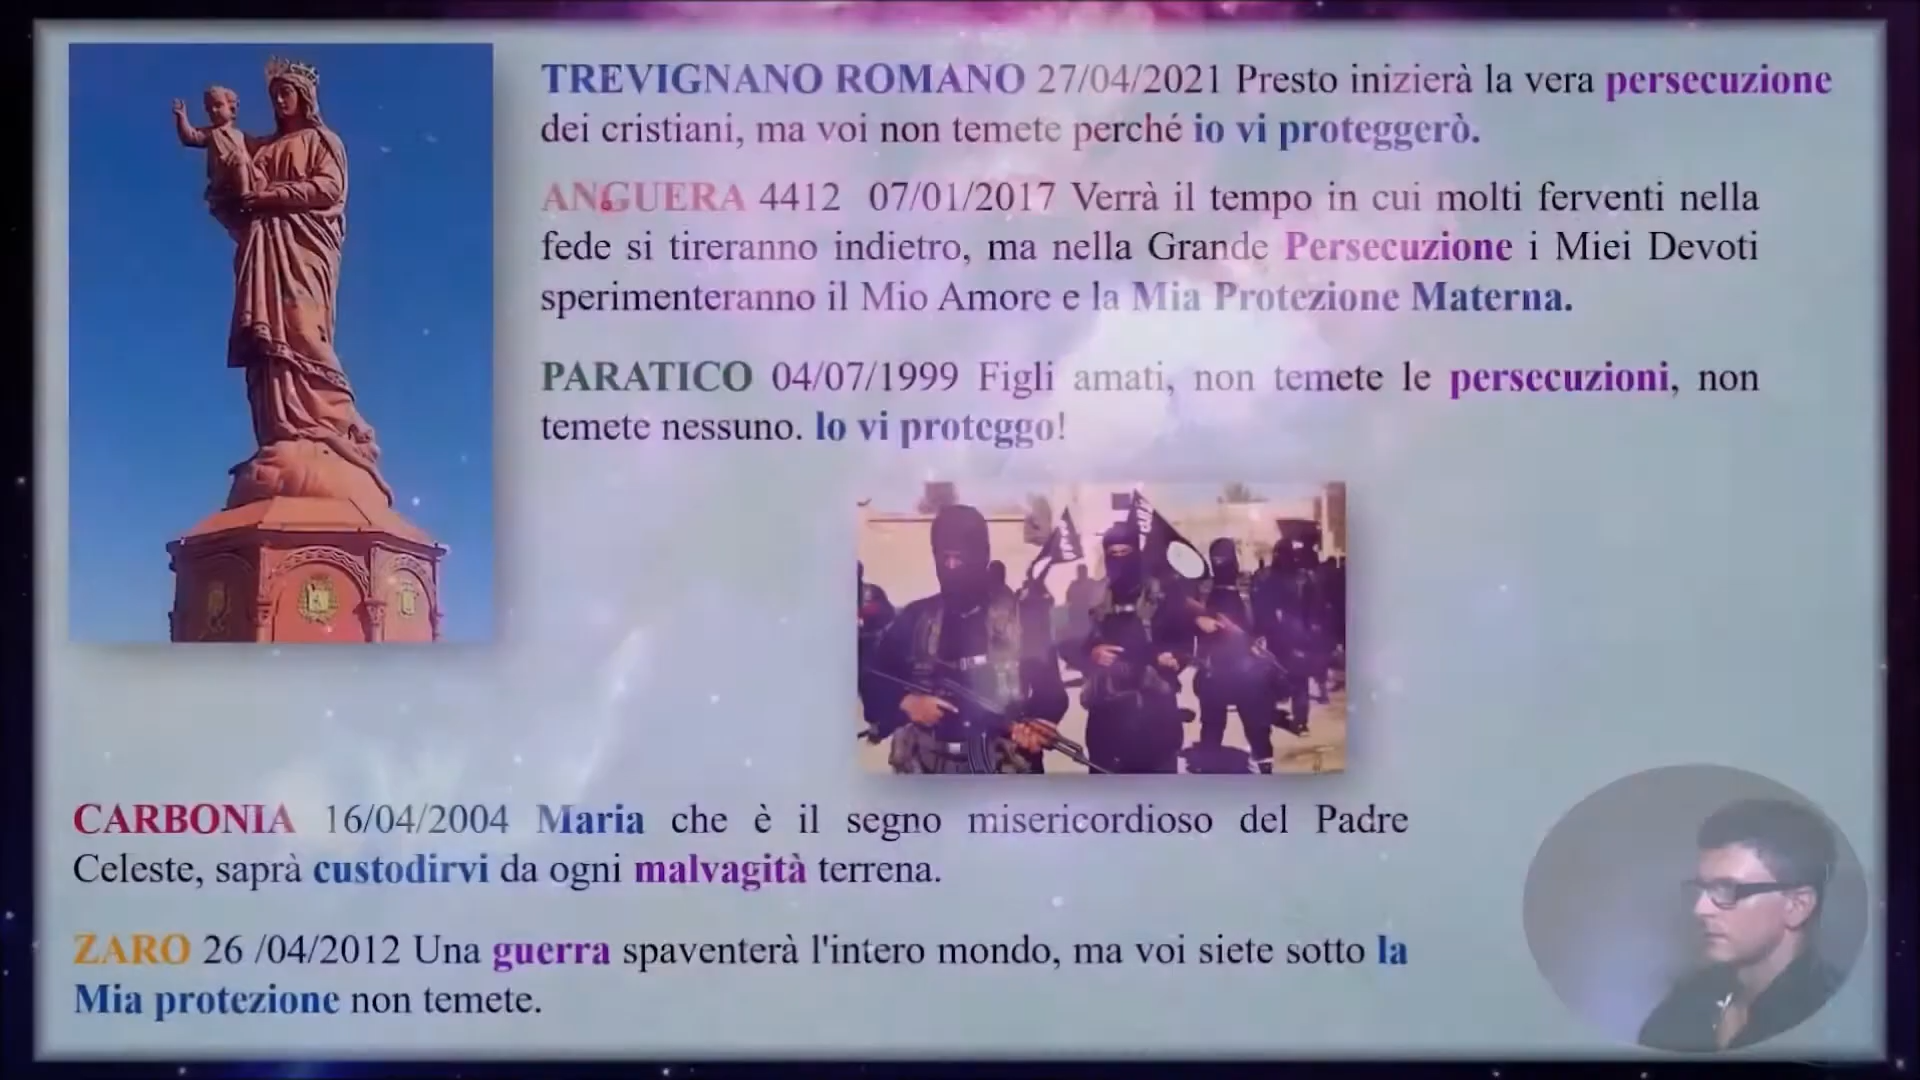 TREVIGNANO ROMANO 27/04/2021 Presto inizierà la vera persecuzione
dei cristiani, ma voi non temete perché io vi proteggerò.
ANGUERA 4412 07/01/2017 Verrà il tempo in cui molti ferventi nella
fede si tireranno indietro, ma nella Grande Persecuzione i Miei Devoti
sperimenteranno il Mio Amore e la Mia Protezione Materna.
PARATICO 04/07/1999 Figli amati, non temete le persecuzioni, non
temete nessuno. Io vi proteggo!
CARBONIA 16/04/2004 Maria che è il segno misericordioso del Padre
Celeste, saprà custodirvi da ogni malvagità terrena.
ZARO 26 /04/2012 Una guerra spaventerà l'intero mondo, ma voi siete sotto la
Mia protezione non temete.